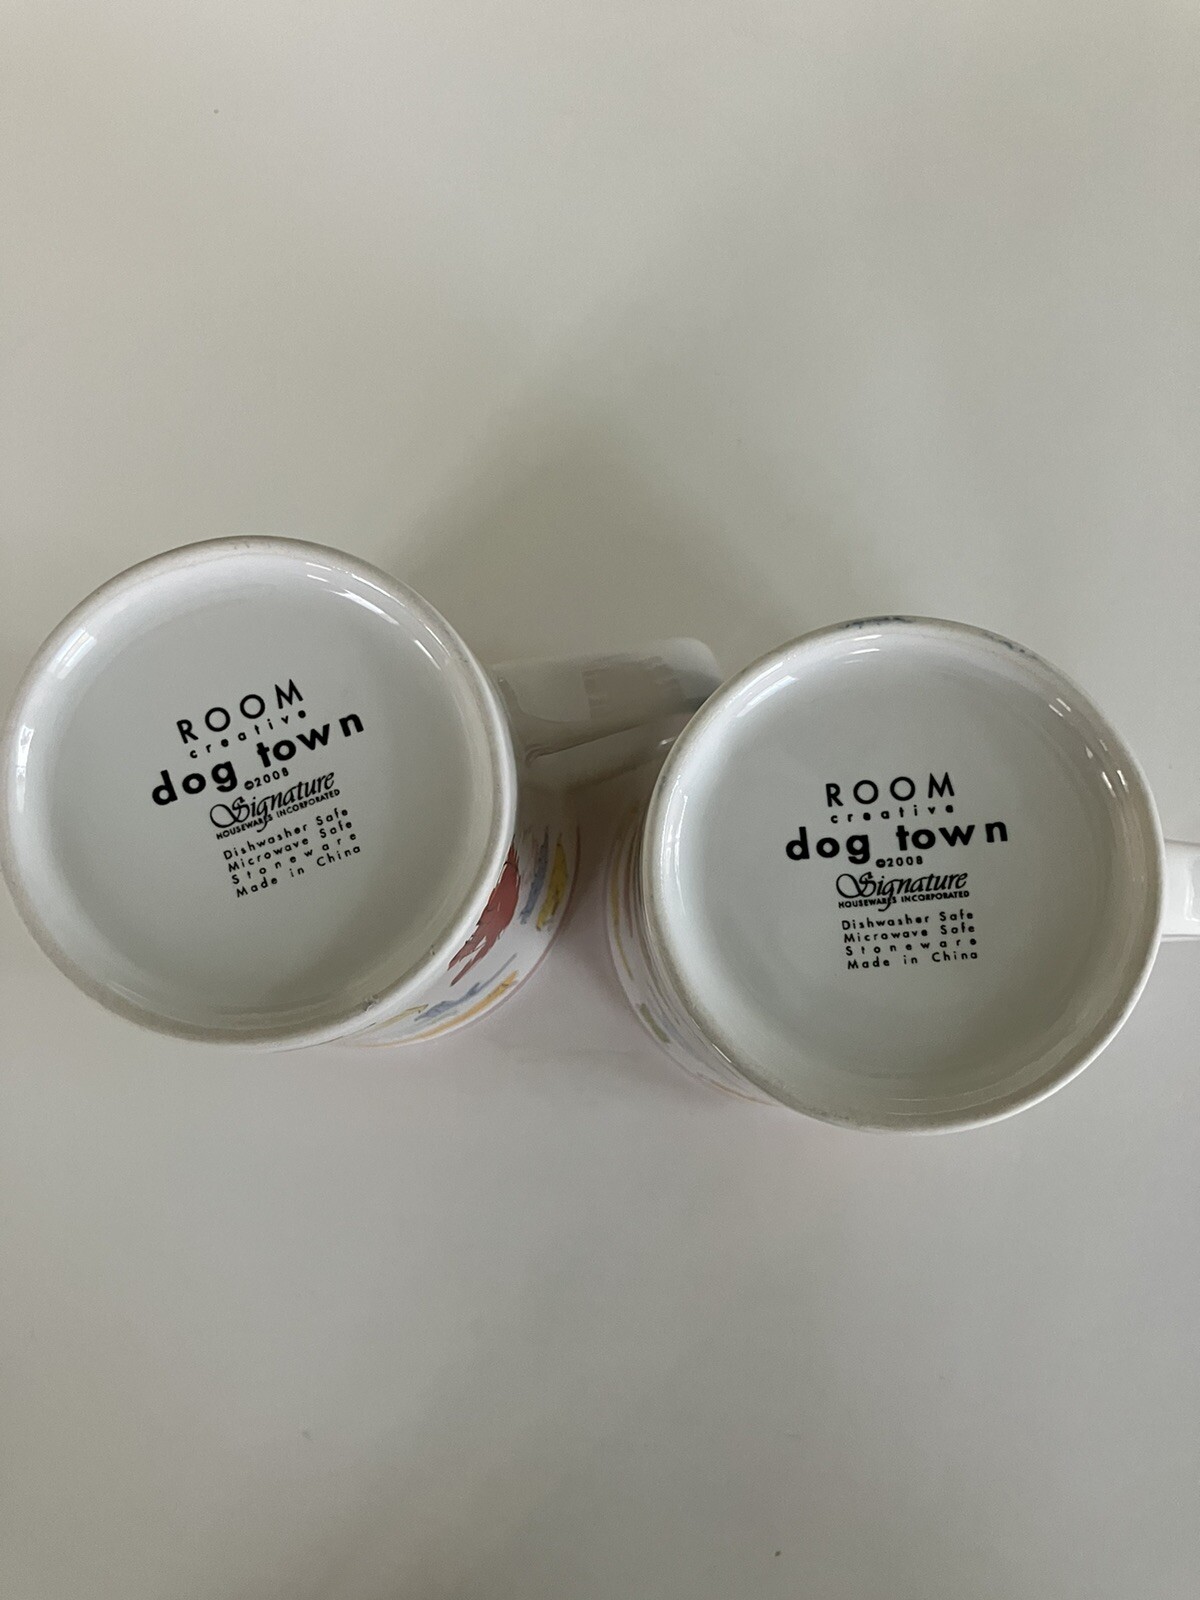 ROOM
creative
dog town
©2008
Signature
HOUSEWARES INCORPORATED
Dishwasher Safe
Microwave Safe
Stoneware
Made in China
ROOM
creative
dog town
©2008
Signature
HOUSEWARES INCORPORATED
Dishwasher Safe
Microwave Safe
Stoneware
Made in China